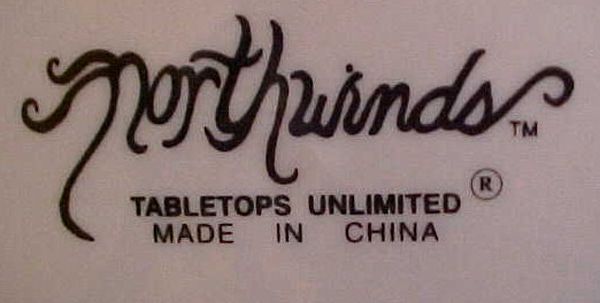 Northwinds™
TABLETOPS UNLIMITED®
MADE IN CHINA